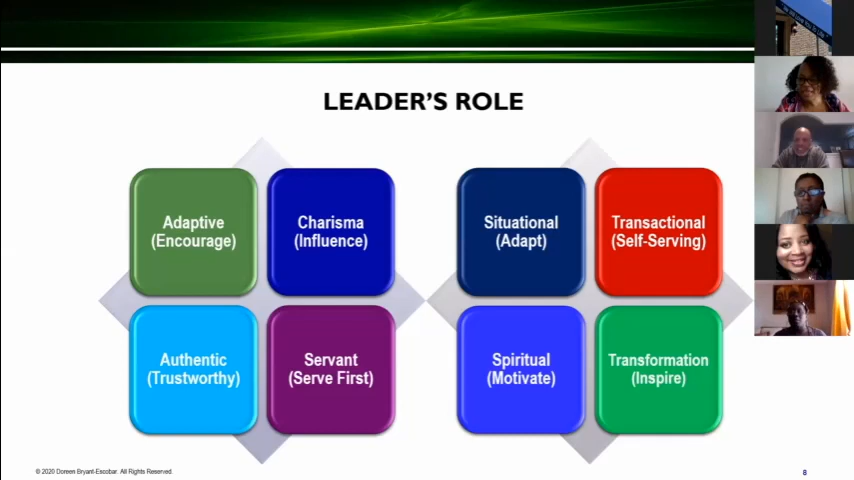 LEADER'S ROLE
Adaptive
(Encourage)
Charisma
(Influence)
Authentic
(Trustworthy)
Servant
(Serve First)
Situational
(Adapt)
Transactional
(Self-Serving)
Spiritual
(Motivate)
Transformation
(Inspire)
© 2020 Doreen Bryant-Escobar. All Rights Reserved.
8